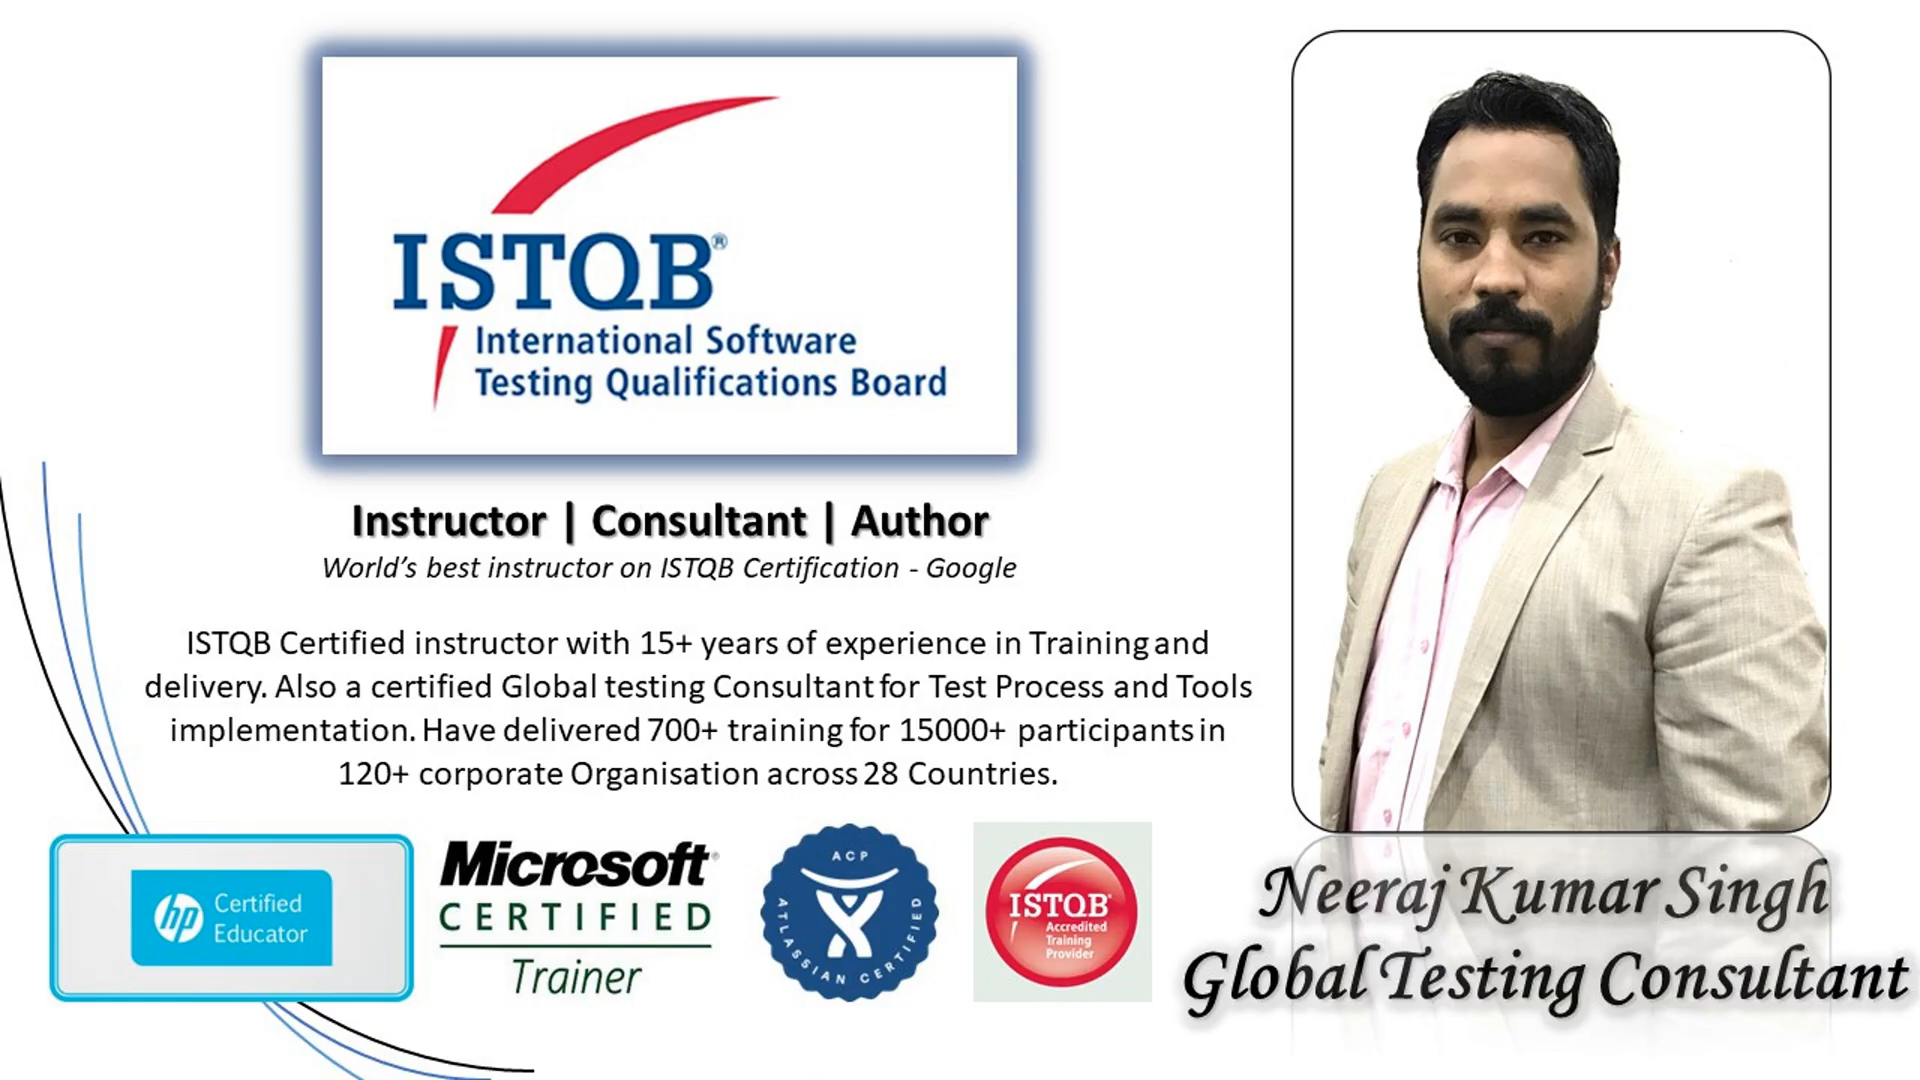 ISTQB®
International Software
Testing Qualifications Board
Instructor | Consultant | Author
World's best instructor on ISTQB Certification - Google
ISTQB Certified instructor with 15+ years of experience in Training and
delivery. Also a certified Global testing Consultant for Test Process and Tools
implementation. Have delivered 700+ training for 15000+ participants in
120+ corporate Organisation across 28 Countries.
hp
Certified
Educator
Microsoft®
CERTIFIED
Trainer
ACP
ATLASSIAN CERTIFIED
ISTQB®
Accredited
Training
Provider
Neeraj Kumar Singh
Global Testing Consultant